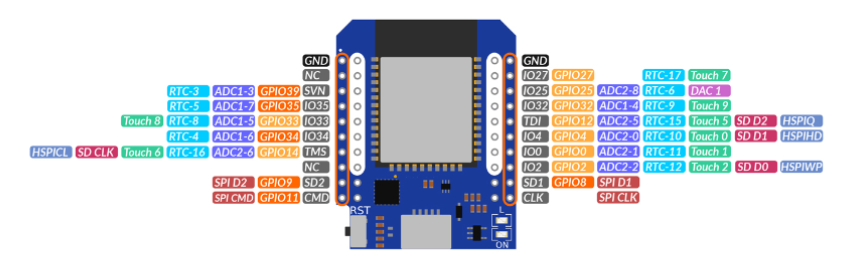 GND GND
NC IO27 GPIO27 RTC-17 Touch 7
RTC-3 ADC1-3 GPIO39 SVN IO25 GPIO25 ADC2-8 RTC-6 DAC 1
RTC-5 ADC1-7 GPIO35 IO35 IO32 GPIO32 ADC1-4 RTC-9 Touch 9
Touch 8 RTC-8 ADC1-5 GPIO33 IO33 TDI GPIO12 ADC2-5 RTC-15 Touch 5 SD D2 HSPIQ
RTC-4 ADC1-6 GPIO34 IO34 IO4 GPIO4 ADC2-0 RTC-10 Touch 0 SD D1 HSPIHD
HSPICL SD CLK Touch 6 RTC-16 ADC2-6 GPIO14 TMS IO0 GPIO0 ADC2-1 RTC-11 Touch 1
NC IO2 GPIO2 ADC2-2 RTC-12 Touch 2 SD D0 HSPIWP
SPI D2 GPIO9 SD2 SD1 GPIO8 SPI D1
SPI CMD GPIO11 CMD CLK SPI CLK
RST L
ON